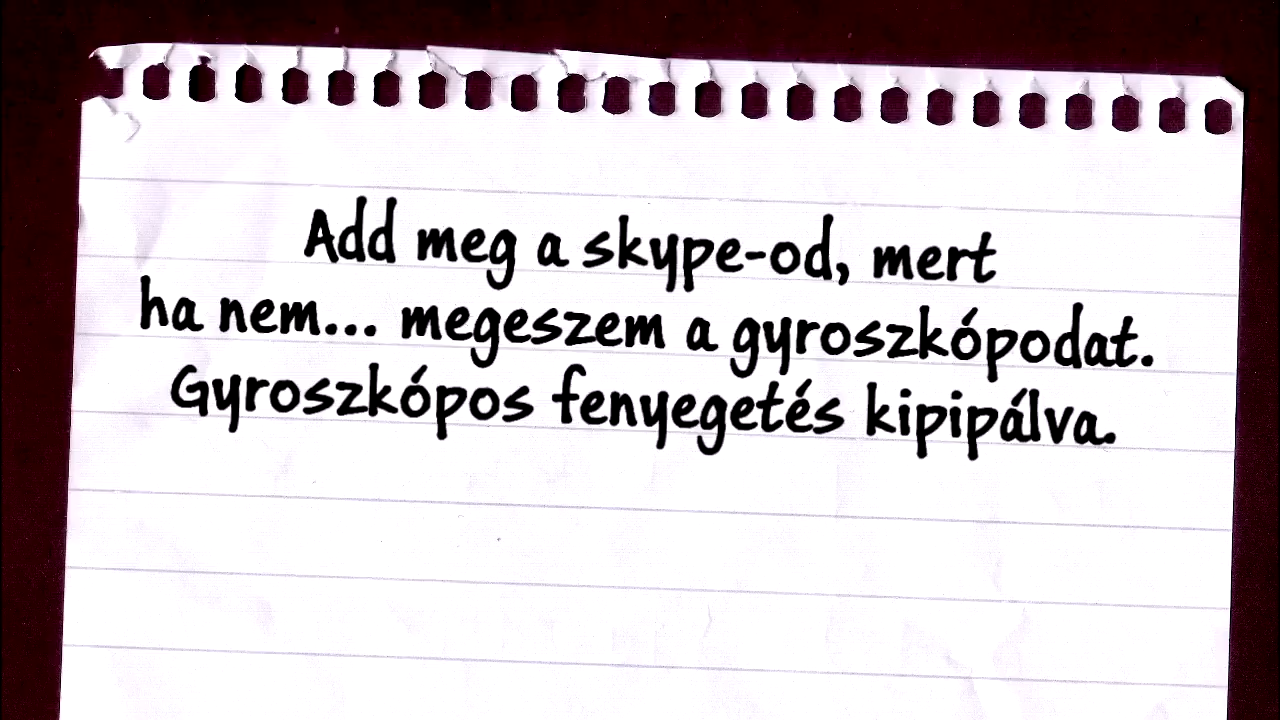 Add meg a skype-od, mert
ha nem... megeszem a gyroszkópodat.
Gyroszkópos fenyegetés kipipálva.